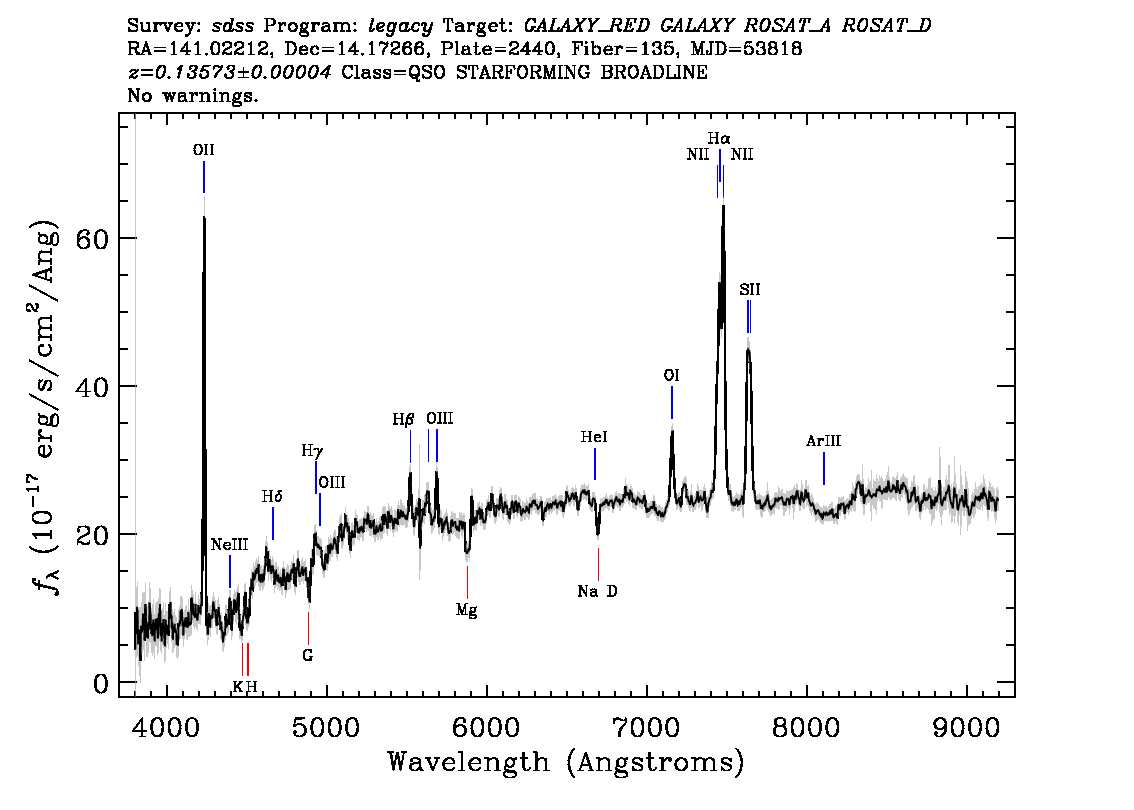 Survey: sdss Program: legacy Target: GALAXY_RED GALAXY ROSAT_A ROSAT_D
RA=141.02212, Dec=14.17266, Plate=2440, Fiber=135, MJD=53818
z=0.13573±0.00004 Class=QSO STARFORMING BROADLINE
No warnings.
Hα
OII NII NII
60
SII
40 OI
Hβ OIII
HeI ArIII
Hγ
OIII
Hδ
20
NeIII
Na D
Mg
G
0
K H
4000 5000 6000 7000 8000 9000
Wavelength (Angstroms)
fλ (10⁻¹⁷ erg/s/cm²/Ang)